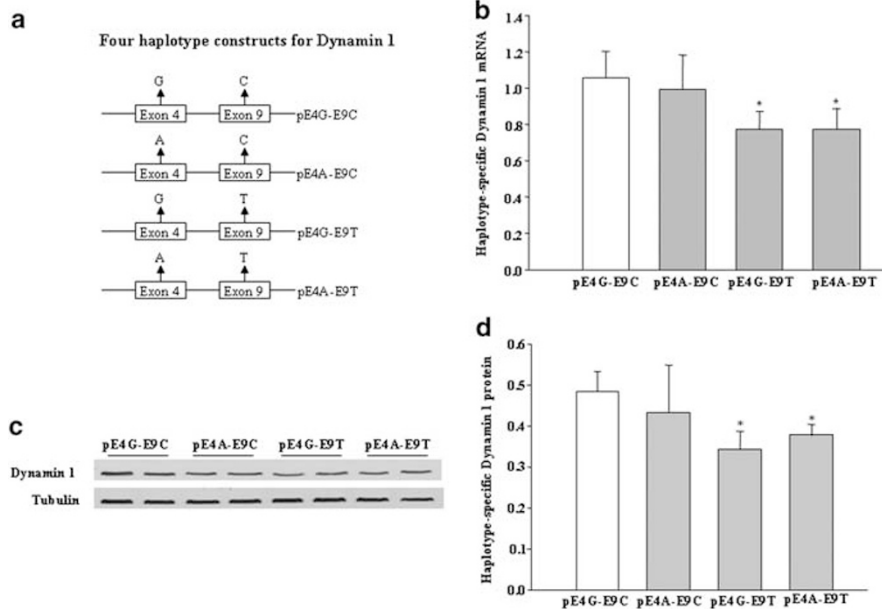 a
Four haplotype constructs for Dynamin 1
G C
Exon 4 Exon 9 pE4G-E9C
A C
Exon 4 Exon 9 pE4A-E9C
G T
Exon 4 Exon 9 pE4G-E9T
A T
Exon 4 Exon 9 pE4A-E9T
b
Haplotype-specific Dynamin 1 mRNA
1.4
1.2
1.0
0.8
0.6
0.4
0.2
0.0
* *
pE4G-E9C pE4A-E9C pE4G-E9T pE4A-E9T
c
pE4G-E9C pE4A-E9C pE4G-E9T pE4A-E9T
Dynamin 1
Tubulin
d
Haplotype-specific Dynamin 1 protein
0.6
0.5
0.4
0.3
0.2
0.1
0.0
* *
pE4G-E9C pE4A-E9C pE4G-E9T pE4A-E9T